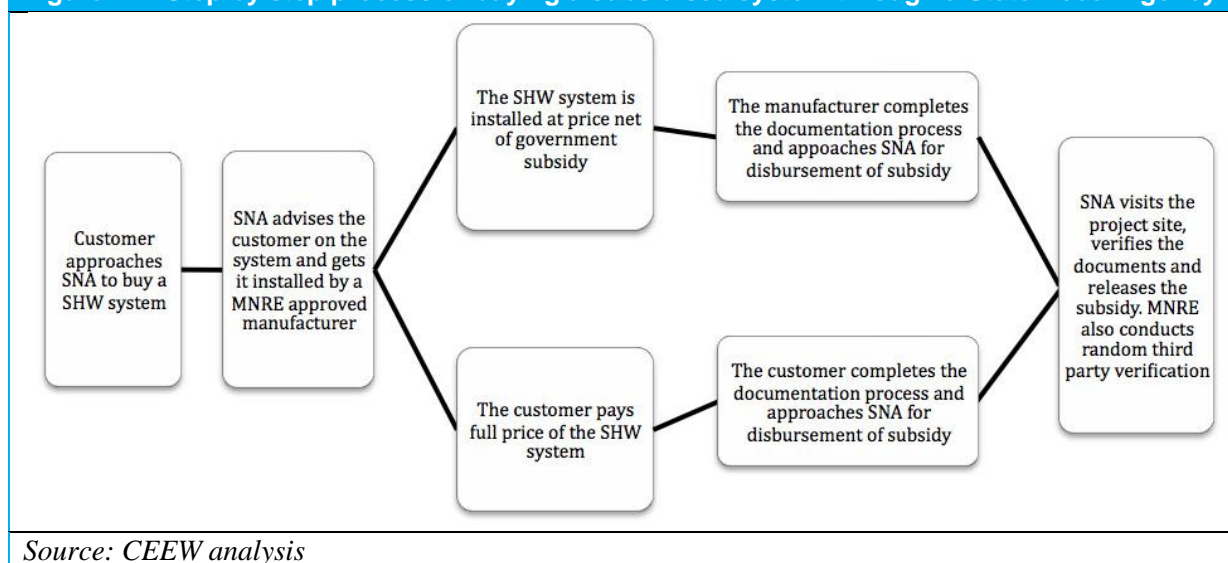 Customer
approaches
SNA to buy a
SHW system
SNA advises the
customer on the
system and gets
it installed by a
MNRE approved
manufacturer
The SHW system is
installed at price net
of government
subsidy
The manufacturer completes
the documentation process
and appoaches SNA for
disbursement of subsidy
The customer pays
full price of the SHW
system
The customer completes the
documentation process and
approaches SNA for
disbursement of subsidy
SNA visits the
project site,
verifies the
documents and
releases the
subsidy. MNRE
also conducts
random third
party verification
Source: CEEW analysis